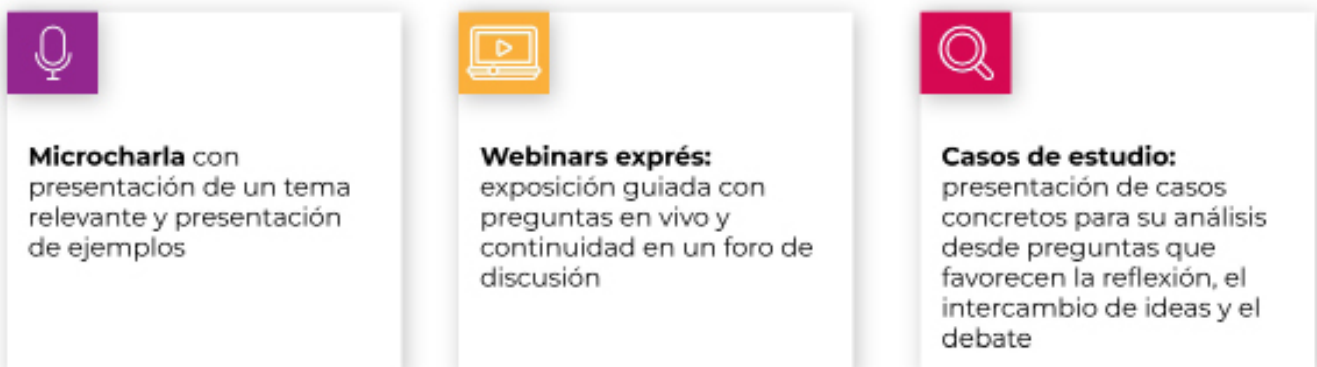 Microcharla con
presentación de un tema
relevante y presentación
de ejemplos
Webinars exprés:
exposición guiada con
preguntas en vivo y
continuidad en un foro de
discusión
Casos de estudio:
presentación de casos
concretos para su análisis
desde preguntas que
favorecen la reflexión, el
intercambio de ideas y el
debate